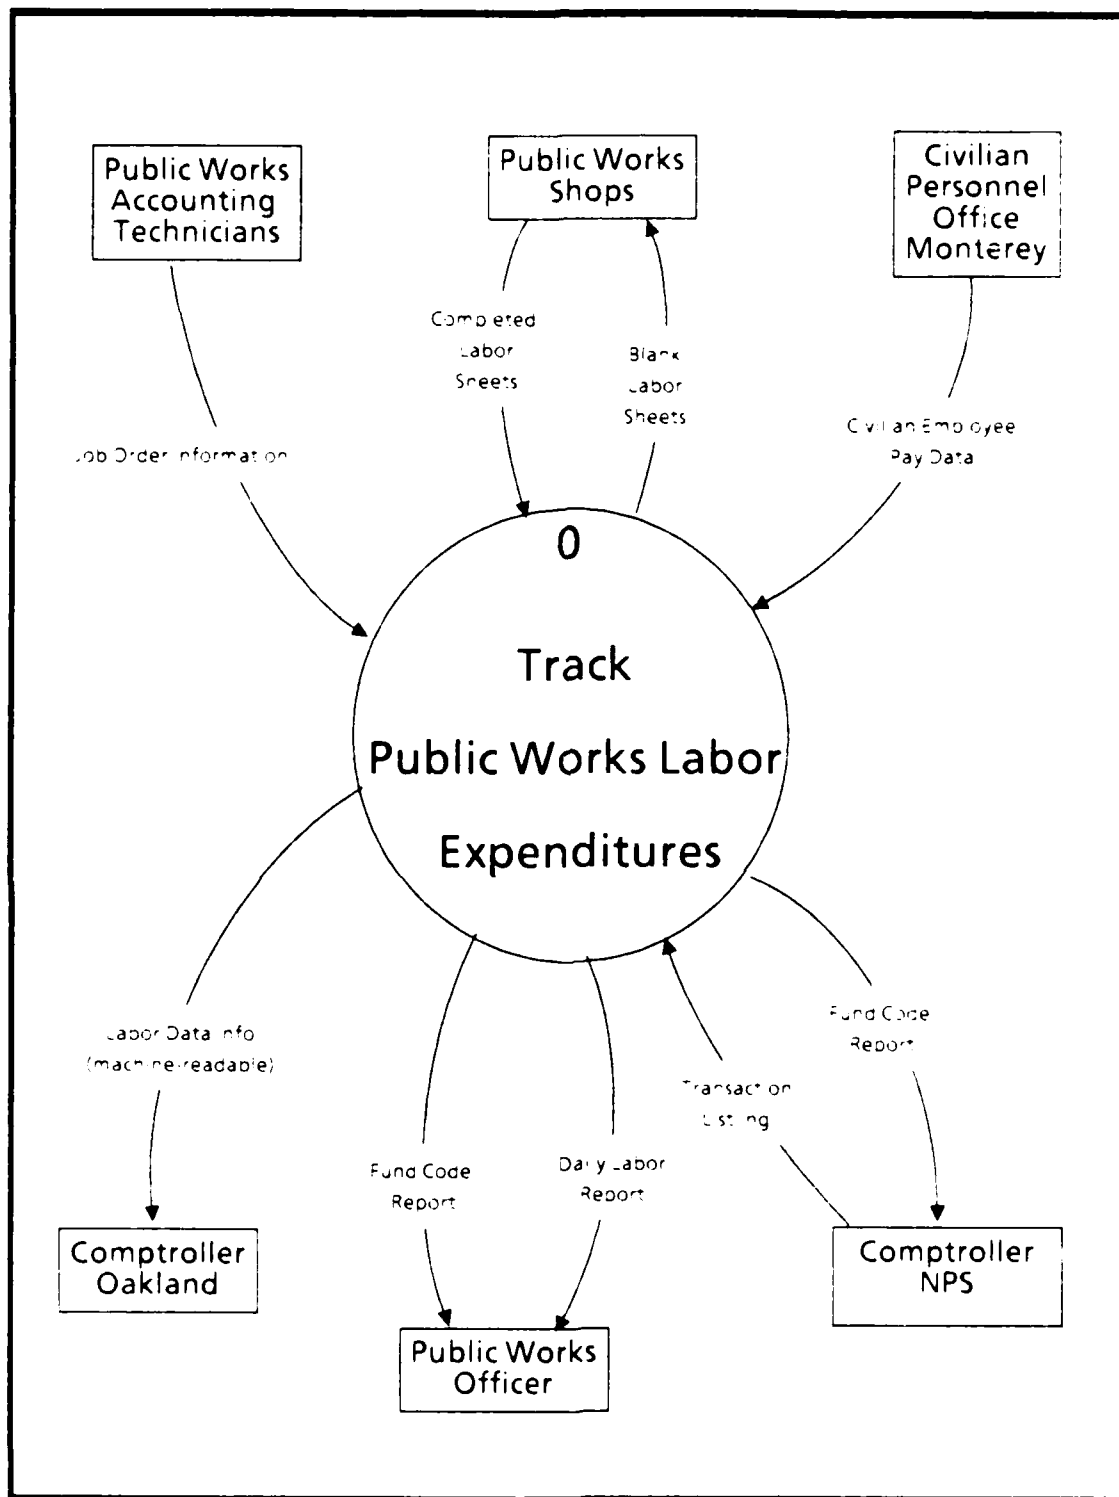 Public Works
Accounting
Technicians
Public Works
Shops
Civilian
Personnel
Office
Monterey
Completed
Labor
Sheets
Blank
Labor
Sheets
Civilian Employee
Pay Data
Job Order Information
0
Track
Public Works Labor
Expenditures
Labor Data Info
(machine-readable)
Fund Code
Report
Daily Labor
Report
Transaction
Listing
Fund Code
Report
Comptroller
Oakland
Public Works
Officer
Comptroller
NPS